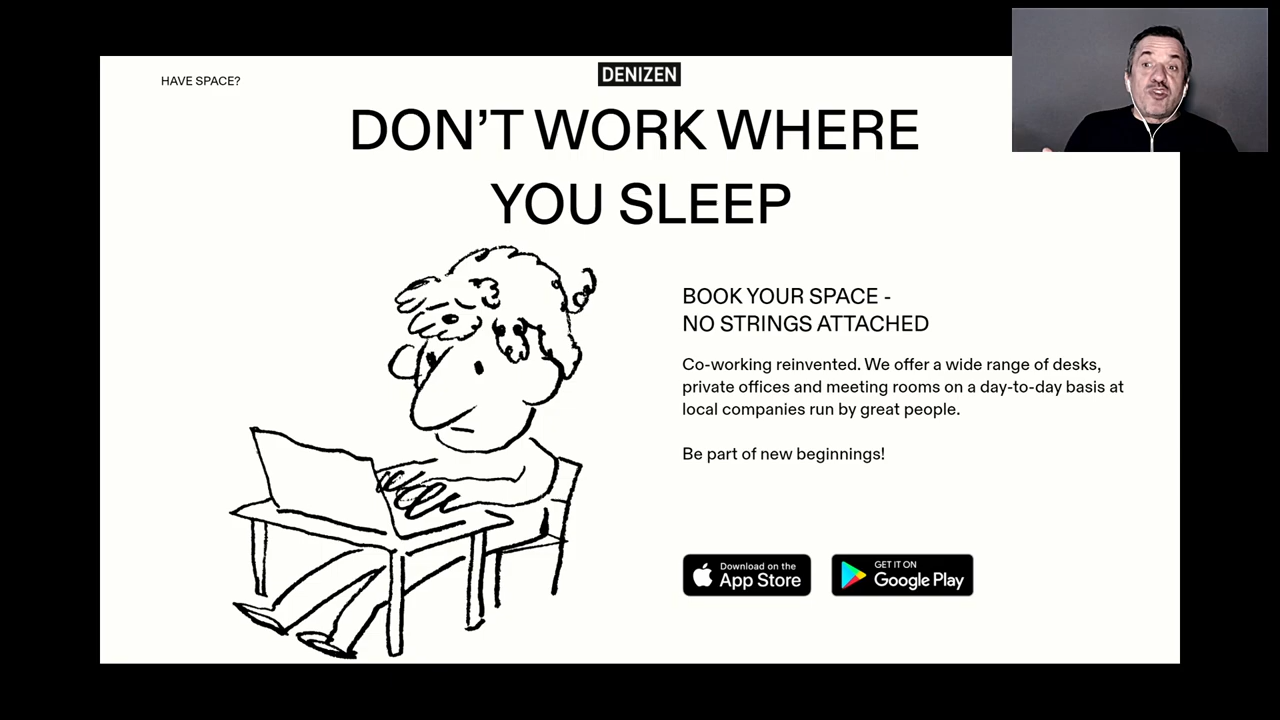 HAVE SPACE?
DENIZEN
DON’T WORK WHERE
YOU SLEEP
BOOK YOUR SPACE -
NO STRINGS ATTACHED
Co-working reinvented. We offer a wide range of desks,
private offices and meeting rooms on a day-to-day basis at
local companies run by great people.
Be part of new beginnings!
Download on the
App Store
GET IT ON
Google Play